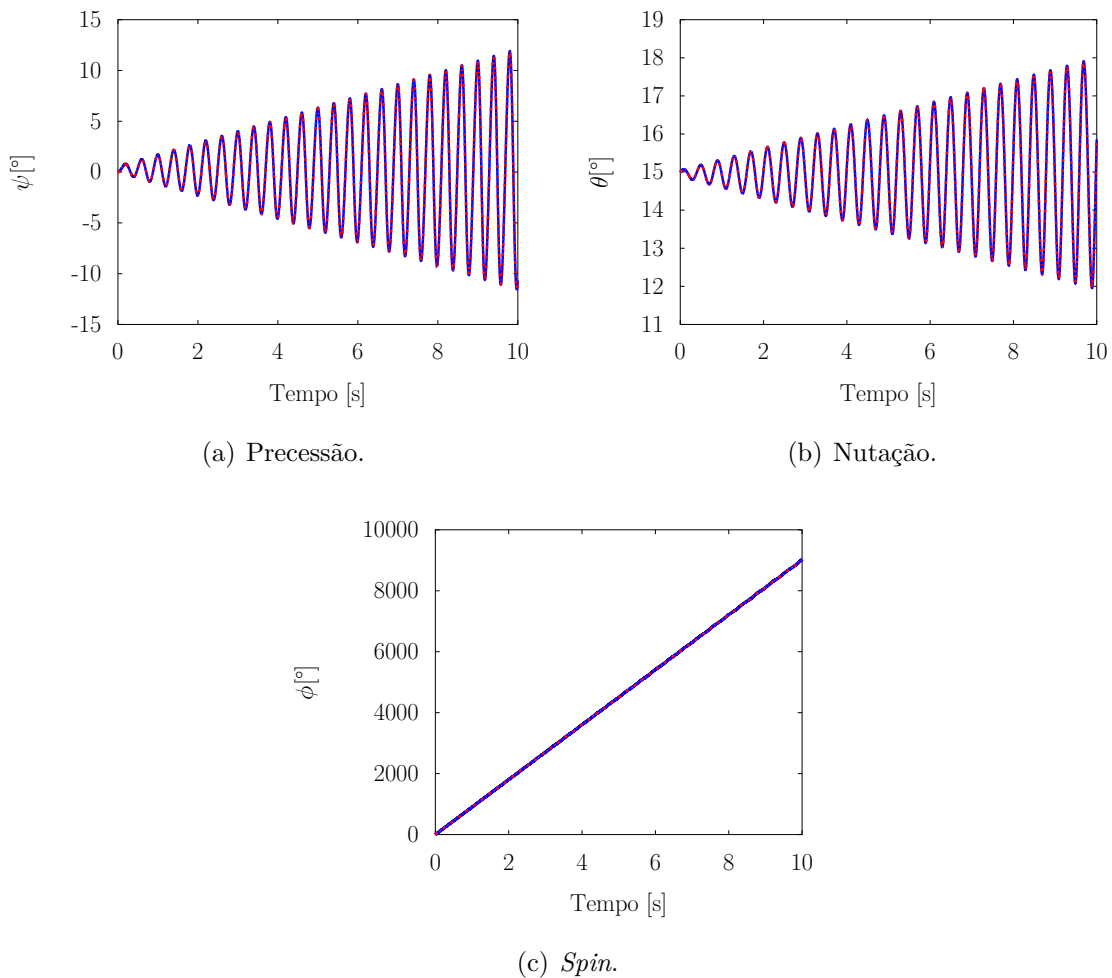 15
10
5
0
-5
-10
-15
ψ[°]
0 2 4 6 8 10
Tempo [s]
(a) Precessão.
19
18
17
16
15
14
13
12
11
θ[°]
0 2 4 6 8 10
Tempo [s]
(b) Nutação.
10000
8000
6000
4000
2000
0
ϕ[°]
0 2 4 6 8 10
Tempo [s]
(c) Spin.